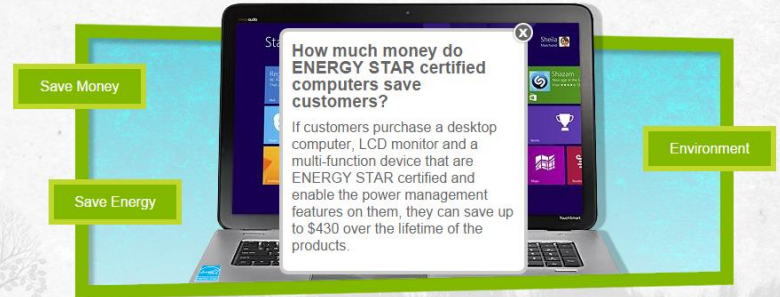 Save Money
Save Energy
Environment
How much money do
ENERGY STAR certified
computers save
customers?
If customers purchase a desktop
computer, LCD monitor and a
multi-function device that are
ENERGY STAR certified and
enable the power management
features on them, they can save up
to $430 over the lifetime of the
products.
Sta
Sheila
Shazam
TouchSmart